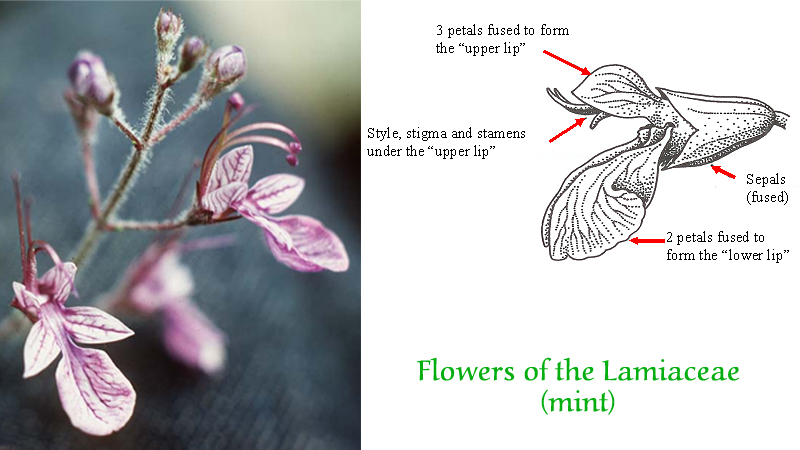 3 petals fused to form
the “upper lip”
Style, stigma and stamens
under the “upper lip”
Sepals
(fused)
2 petals fused to
form the “lower lip”
Flowers of the Lamiaceae
(mint)